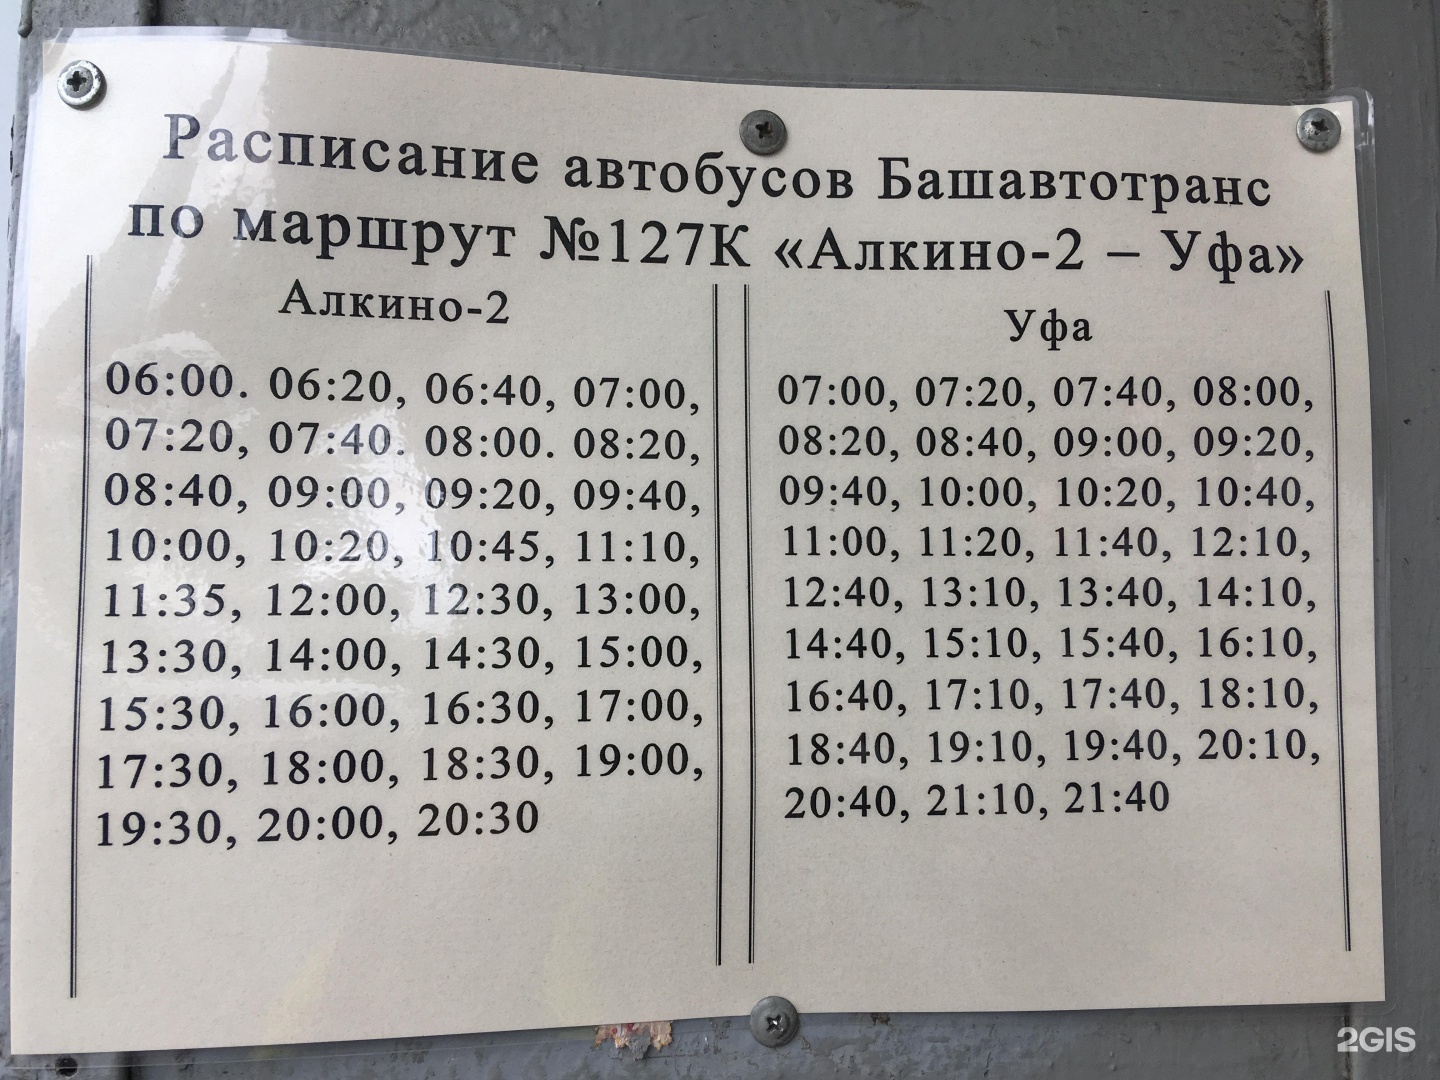 Расписание автобусов Башавтотранс
по маршрут №127К «Алкино-2 – Уфа»
Алкино-2
06:00. 06:20, 06:40, 07:00,
07:20, 07:40. 08:00. 08:20,
08:40, 09:00, 09:20, 09:40,
10:00, 10:20, 10:45, 11:10,
11:35, 12:00, 12:30, 13:00,
13:30, 14:00, 14:30, 15:00,
15:30, 16:00, 16:30, 17:00,
17:30, 18:00, 18:30, 19:00,
19:30, 20:00, 20:30
Уфа
07:00, 07:20, 07:40, 08:00,
08:20, 08:40, 09:00, 09:20,
09:40, 10:00, 10:20, 10:40,
11:00, 11:20, 11:40, 12:10,
12:40, 13:10, 13:40, 14:10,
14:40, 15:10, 15:40, 16:10,
16:40, 17:10, 17:40, 18:10,
18:40, 19:10, 19:40, 20:10,
20:40, 21:10, 21:40
2GIS